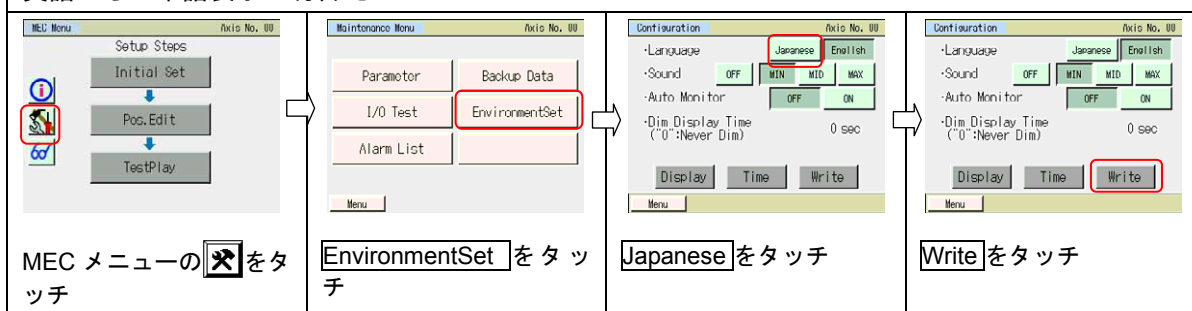 MEC Menu Axis No. 00
Setup Steps
Initial Set
Pos.Edit
TestPlay
MEC メニューの をタ
ッチ
Maintenance Menu Axis No. 00
Parameter Backup Data
I/O Test EnvironmentSet
Alarm List
Menu
EnvironmentSet をタッ
チ
Configuration Axis No. 00
・Language Japanese English
・Sound OFF MIN MID MAX
・Auto Monitor OFF ON
・Dim Display Time
("0":Never Dim) 0 sec
Display Time Write
Menu
Japanese をタッチ
Configuration Axis No. 00
・Language Japanese English
・Sound OFF MIN MID MAX
・Auto Monitor OFF ON
・Dim Display Time
("0":Never Dim) 0 sec
Display Time Write
Menu
Write をタッチ